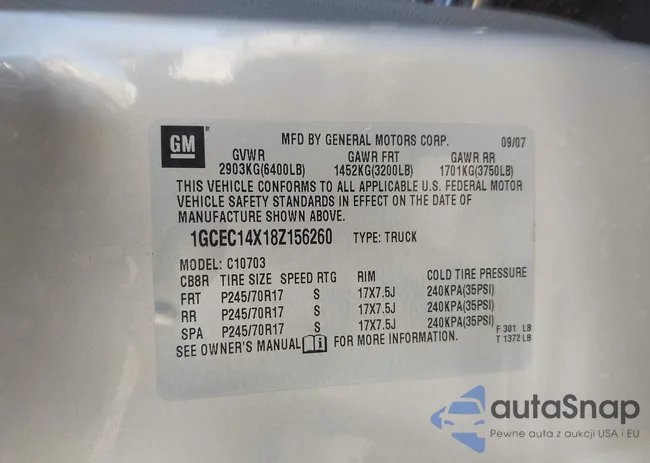 GM ® MFD BY GENERAL MOTORS CORP. 09/07
GVWR GAWR FRT GAWR RR
2903KG(6400LB) 1452KG(3200LB) 1701KG(3750LB)
THIS VEHICLE CONFORMS TO ALL APPLICABLE U.S. FEDERAL MOTOR
VEHICLE SAFETY STANDARDS IN EFFECT ON THE DATE OF
MANUFACTURE SHOWN ABOVE.
1GCEC14X18Z156260 TYPE: TRUCK
MODEL: C10703
CB8R TIRE SIZE SPEED RTG RIM COLD TIRE PRESSURE
FRT P245/70R17 S 17X7.5J 240KPA(35PSI)
RR P245/70R17 S 17X7.5J 240KPA(35PSI)
SPA P245/70R17 S 17X7.5J 240KPA(35PSI)
SEE OWNER'S MANUAL i FOR MORE INFORMATION.
F 301 LB
T 1372 LB
autaSnap
Pewne auta z aukcji USA i EU